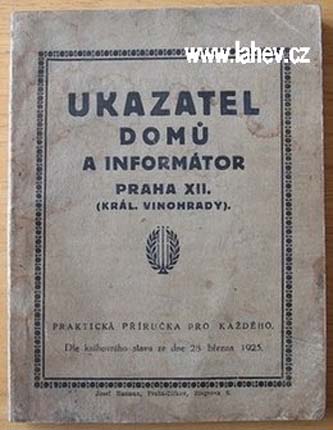 www.lahev.cz
UKAZATEL
DOMŮ
A INFORMÁTOR
PRAHA XII.
(KRÁL. VINOHRADY).
PRAKTICKÁ PŘÍRUČKA PRO KAŽDÉHO.
Dle knihovního stavu ze dne 28 března 1925.
Josef